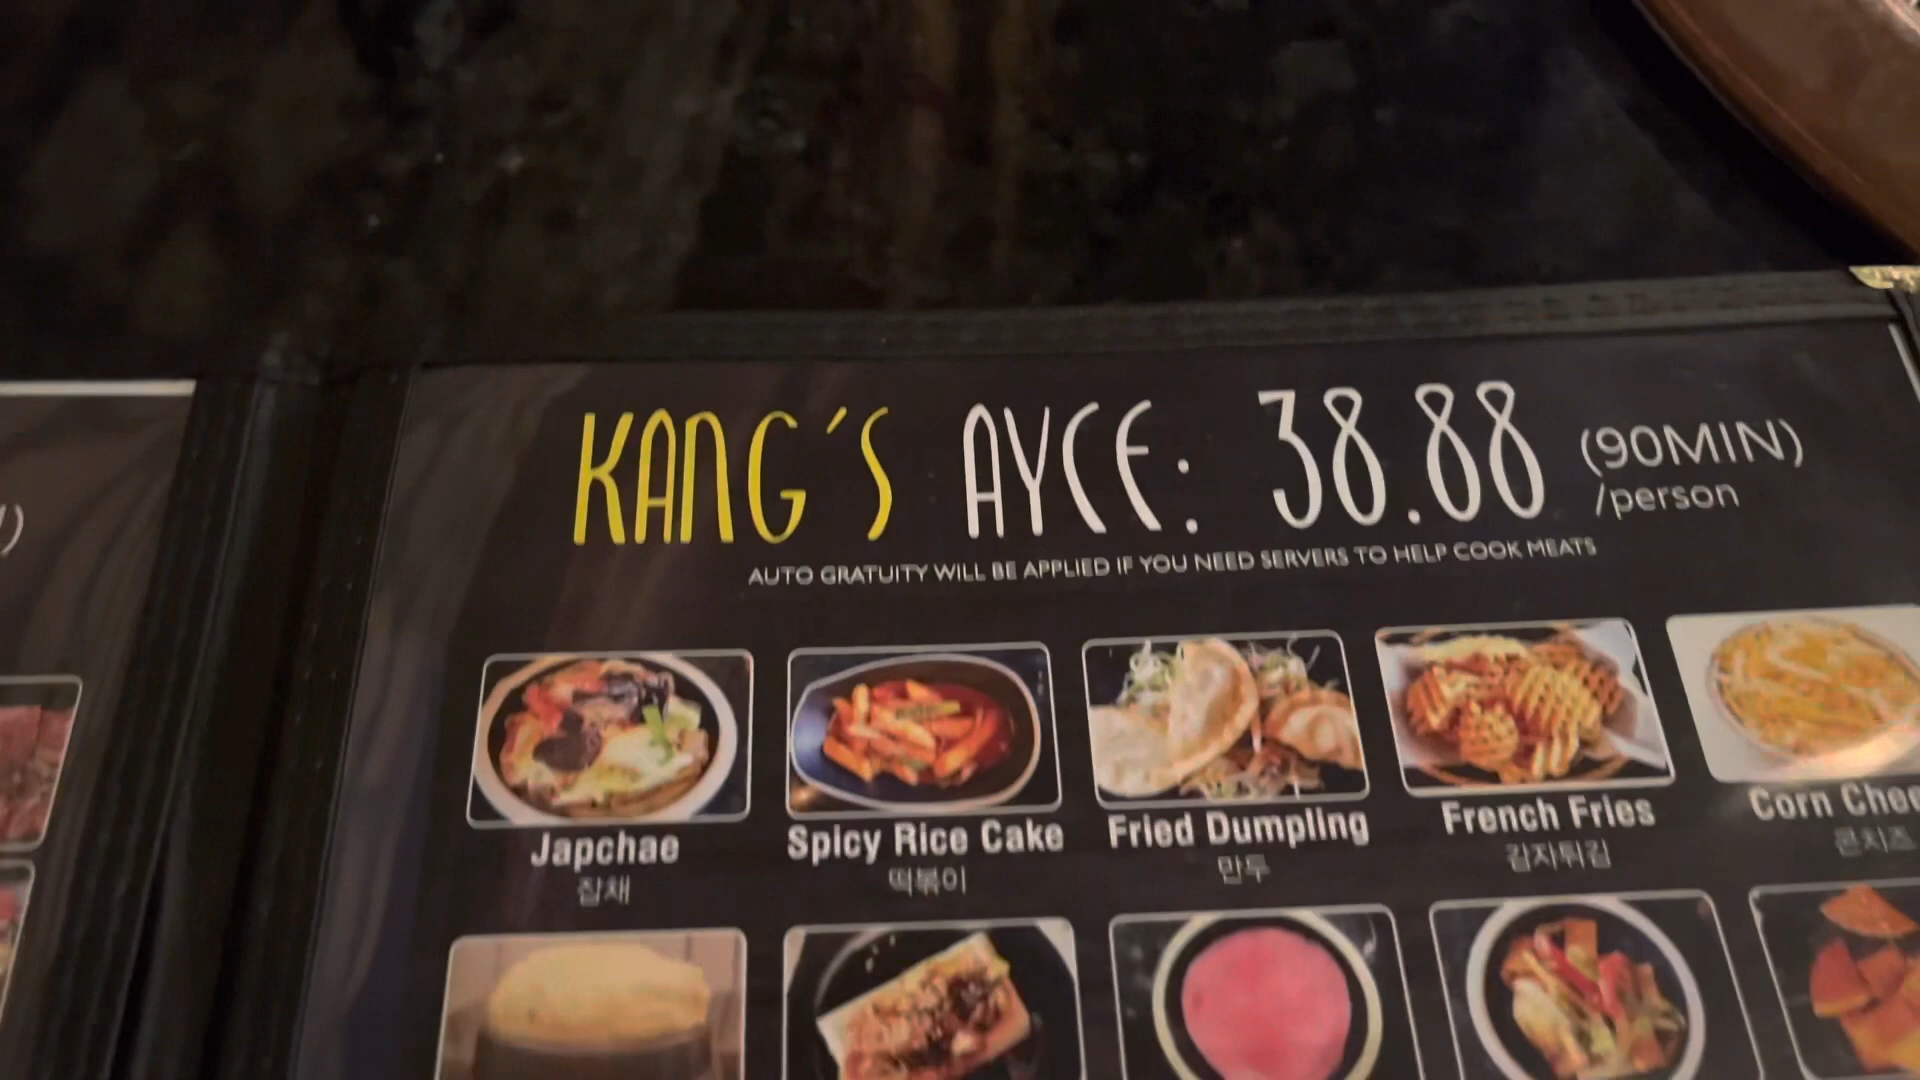 KANG'S AYCE: 38.88 (90MIN)
/person
AUTO GRATUITY WILL BE APPLIED IF YOU NEED SERVERS TO HELP COOK MEATS
Japchae
잡채
Spicy Rice Cake
떡볶이
Fried Dumpling
만두
French Fries
감자튀김
Corn Chee
콘치즈